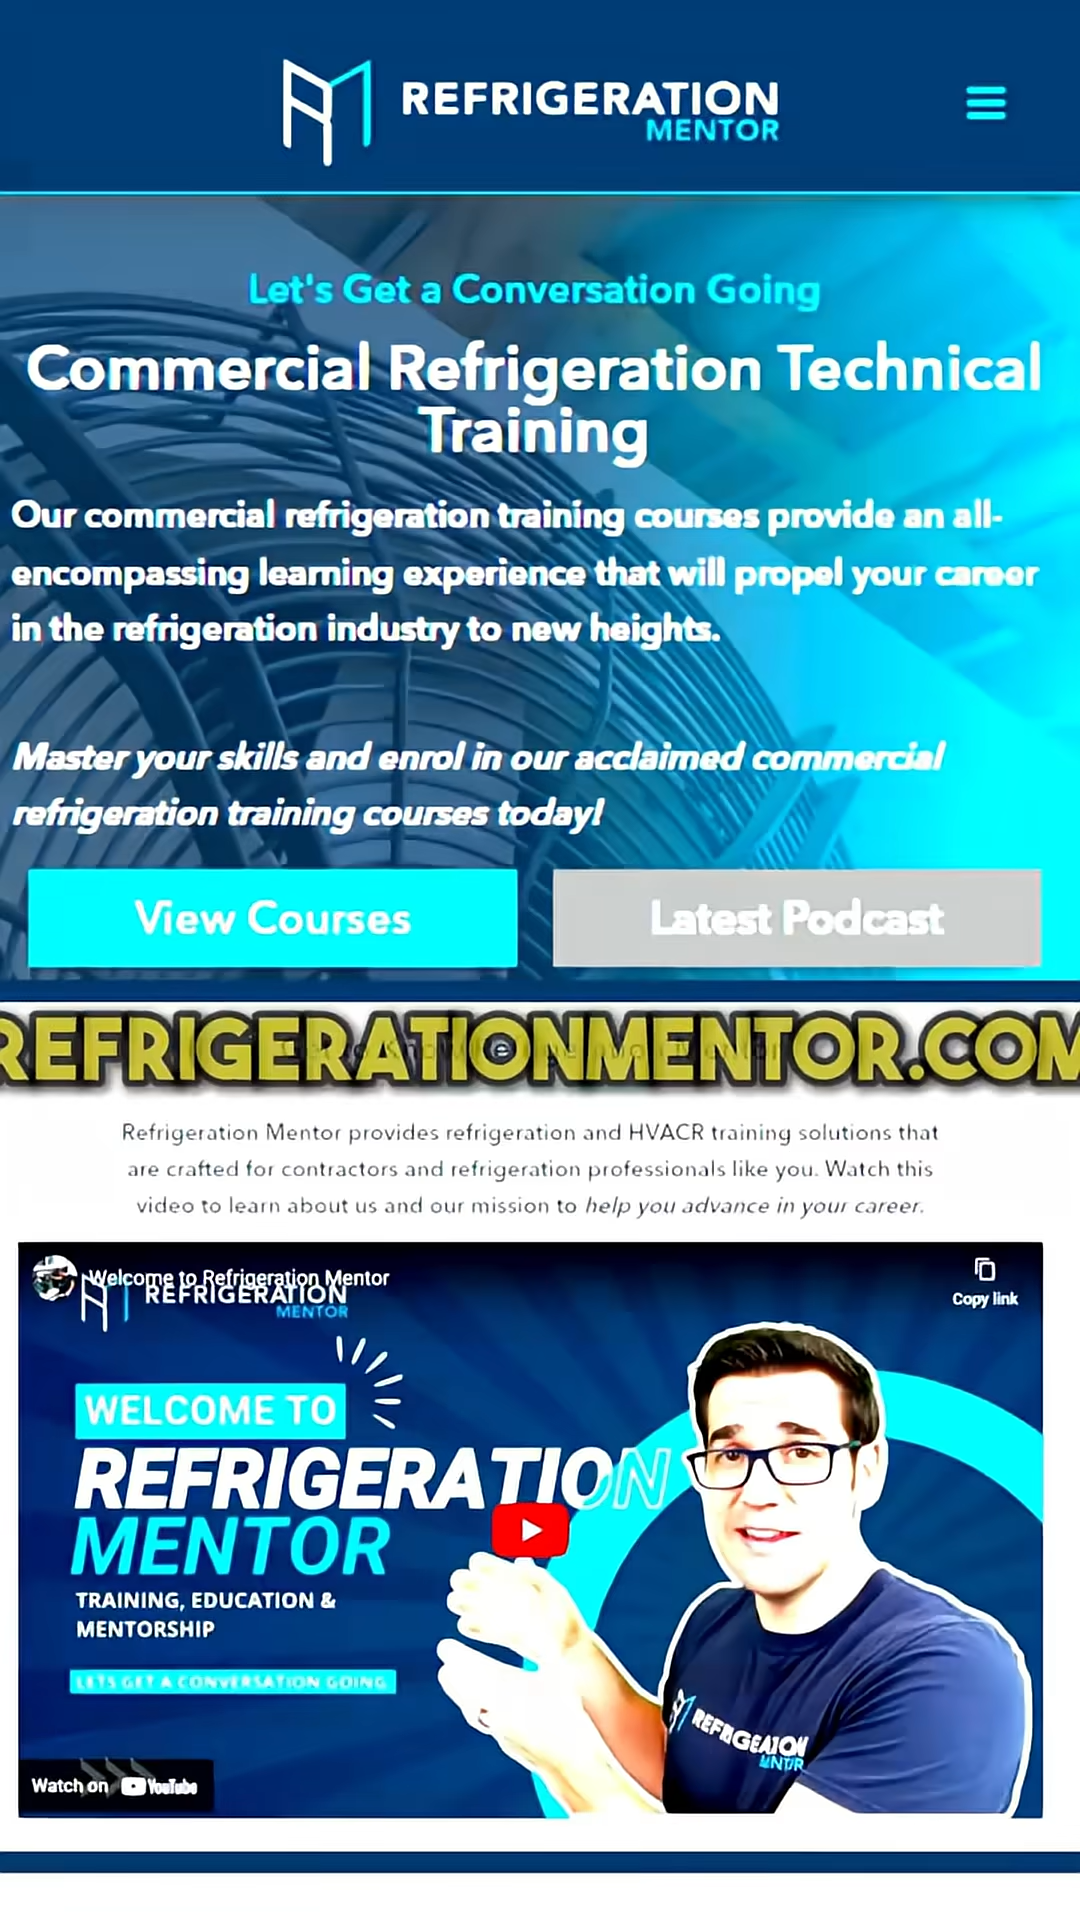 REFRIGERATION
MENTOR
Let's Get a Conversation Going
Commercial Refrigeration Technical
Training
Our commercial refrigeration training courses provide an all-
encompassing learning experience that will propel your career
in the refrigeration industry to new heights.
Master your skills and enrol in our acclaimed commercial
refrigeration training courses today!
View Courses
Latest Podcast
REFRIGERATIONMENTOR.COM
Refrigeration Mentor provides refrigeration and HVACR training solutions that
are crafted for contractors and refrigeration professionals like you. Watch this
video to learn about us and our mission to help you advance in your career.
Welcome to Refrigeration Mentor
Copy link
REFRIGERATION
MENTOR
WELCOME TO
REFRIGERATION
MENTOR
TRAINING, EDUCATION &
MENTORSHIP
LETS GET A CONVERSATION GOING
REFRIGERATION
MENTOR
Watch on YouTube